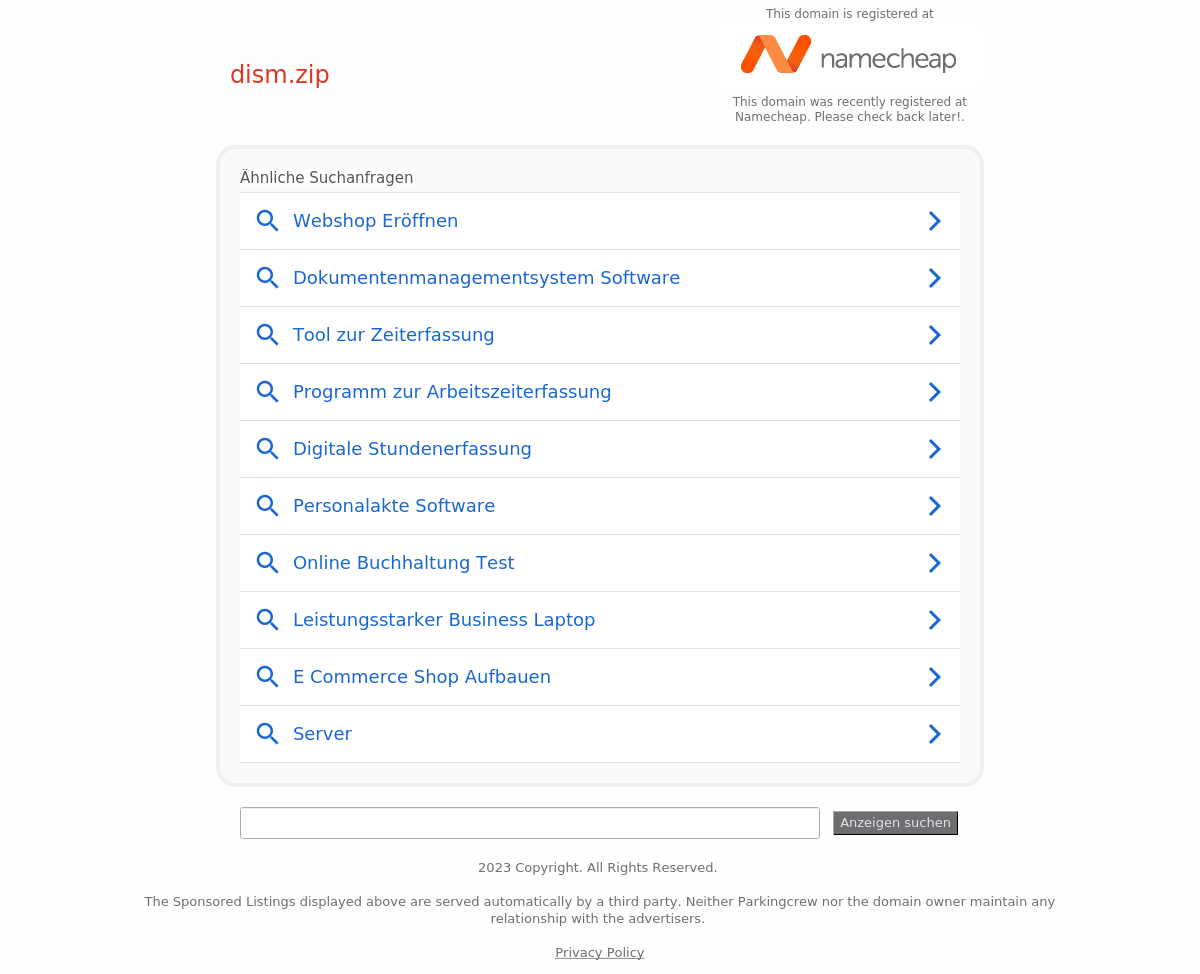 This domain is registered at
namecheap
dism.zip
This domain was recently registered at
Namecheap. Please check back later!.
Ähnliche Suchanfragen
Webshop Eröffnen
Dokumentenmanagementsystem Software
Tool zur Zeiterfassung
Programm zur Arbeitszeiterfassung
Digitale Stundenerfassung
Personalakte Software
Online Buchhaltung Test
Leistungsstarker Business Laptop
E Commerce Shop Aufbauen
Server
Anzeigen suchen
2023 Copyright. All Rights Reserved.
The Sponsored Listings displayed above are served automatically by a third party. Neither Parkingcrew nor the domain owner maintain any
relationship with the advertisers.
Privacy Policy